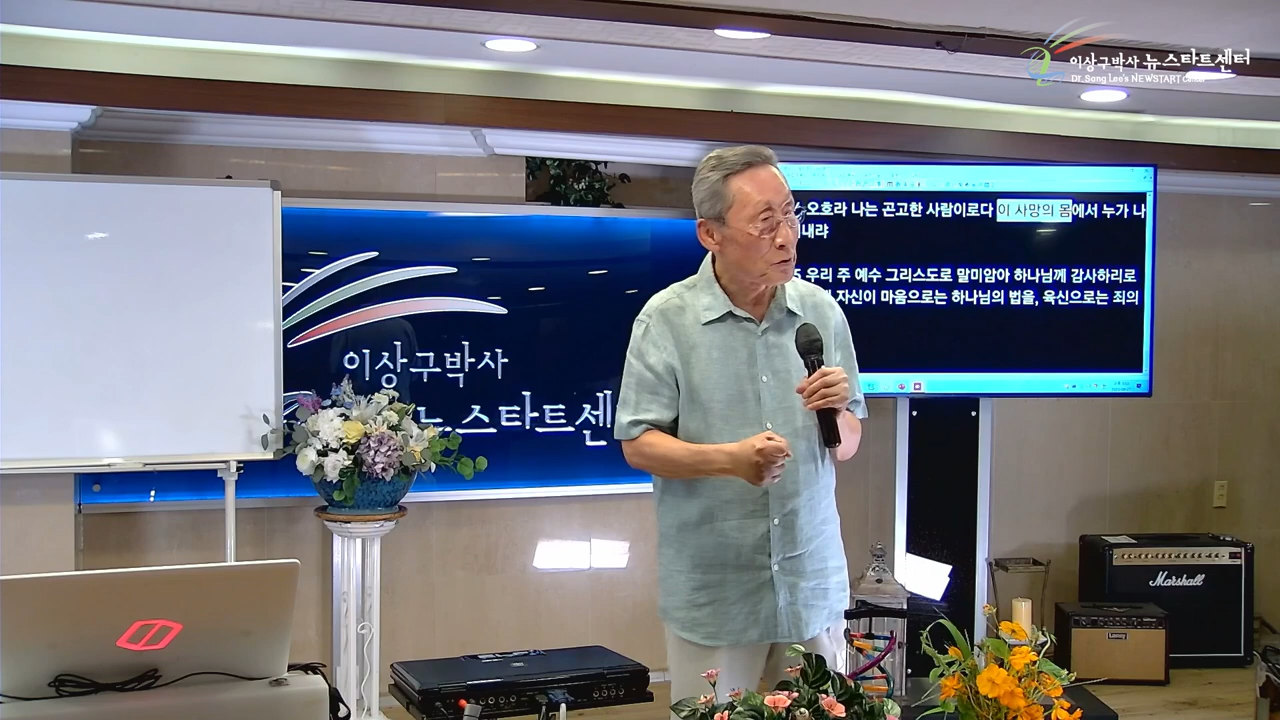 이상구박사 뉴스타트센터
Dr. Sang Lee's NEWSTART Center
오호라 나는 곤고한 사람이로다 이 사망의 몸에서 누가 나
내랴
5 우리 주 예수 그리스도로 말미암아 하나님께 감사하리로
자신이 마음으로는 하나님의 법을, 육신으로는 죄의
이상구박사
뉴스타트센
Marshall
Laney